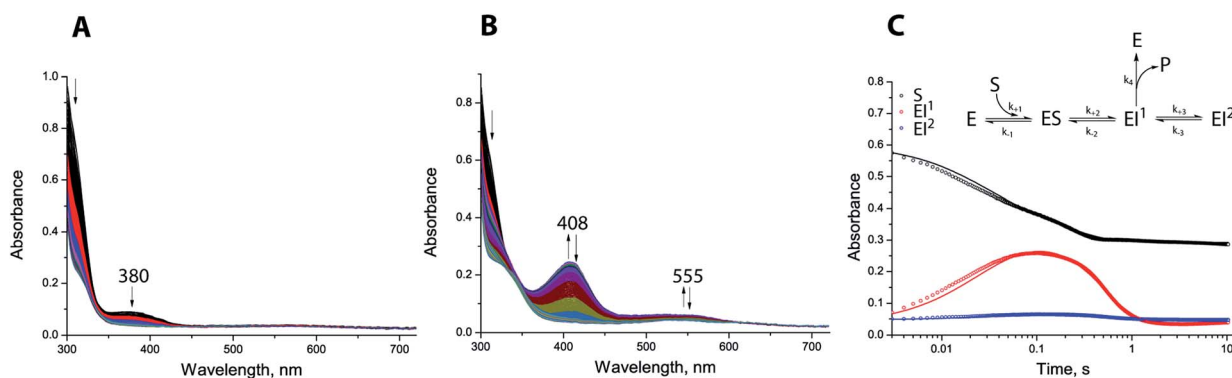 A
Absorbance
1.0
0.8
0.6
0.4
0.2
0.0
380
300
400
500
600
700
Wavelength, nm
B
Absorbance
0.8
0.6
0.4
0.2
0.0
408
555
300
400
500
600
700
Wavelength, nm
C
Absorbance
0.8
0.7
0.6
0.5
0.4
0.3
0.2
0.1
0.0
S
EI¹
EI²
E
k₄
P
S
k₊₁
k₊₂
k₊₃
E
ES
EI¹
EI²
k₋₁
k₋₂
k₋₃
0.01
0.1
1
10
Time, s